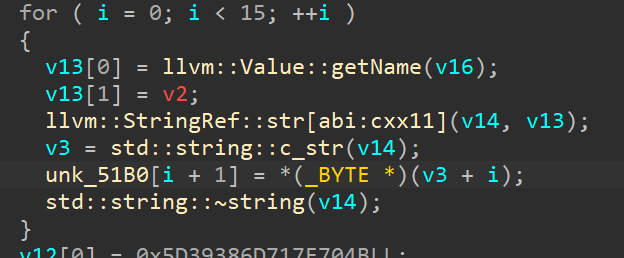 for ( i = 0; i < 15; ++i )
{
v13[0] = llvm::Value::getName(v16);
v13[1] = v2;
llvm::StringRef::str[abi:cxx11](v14, v13);
v3 = std::string::c_str(v14);
unk_51B0[i + 1] = *(_BYTE *)(v3 + i);
std::string::~string(v14);
}